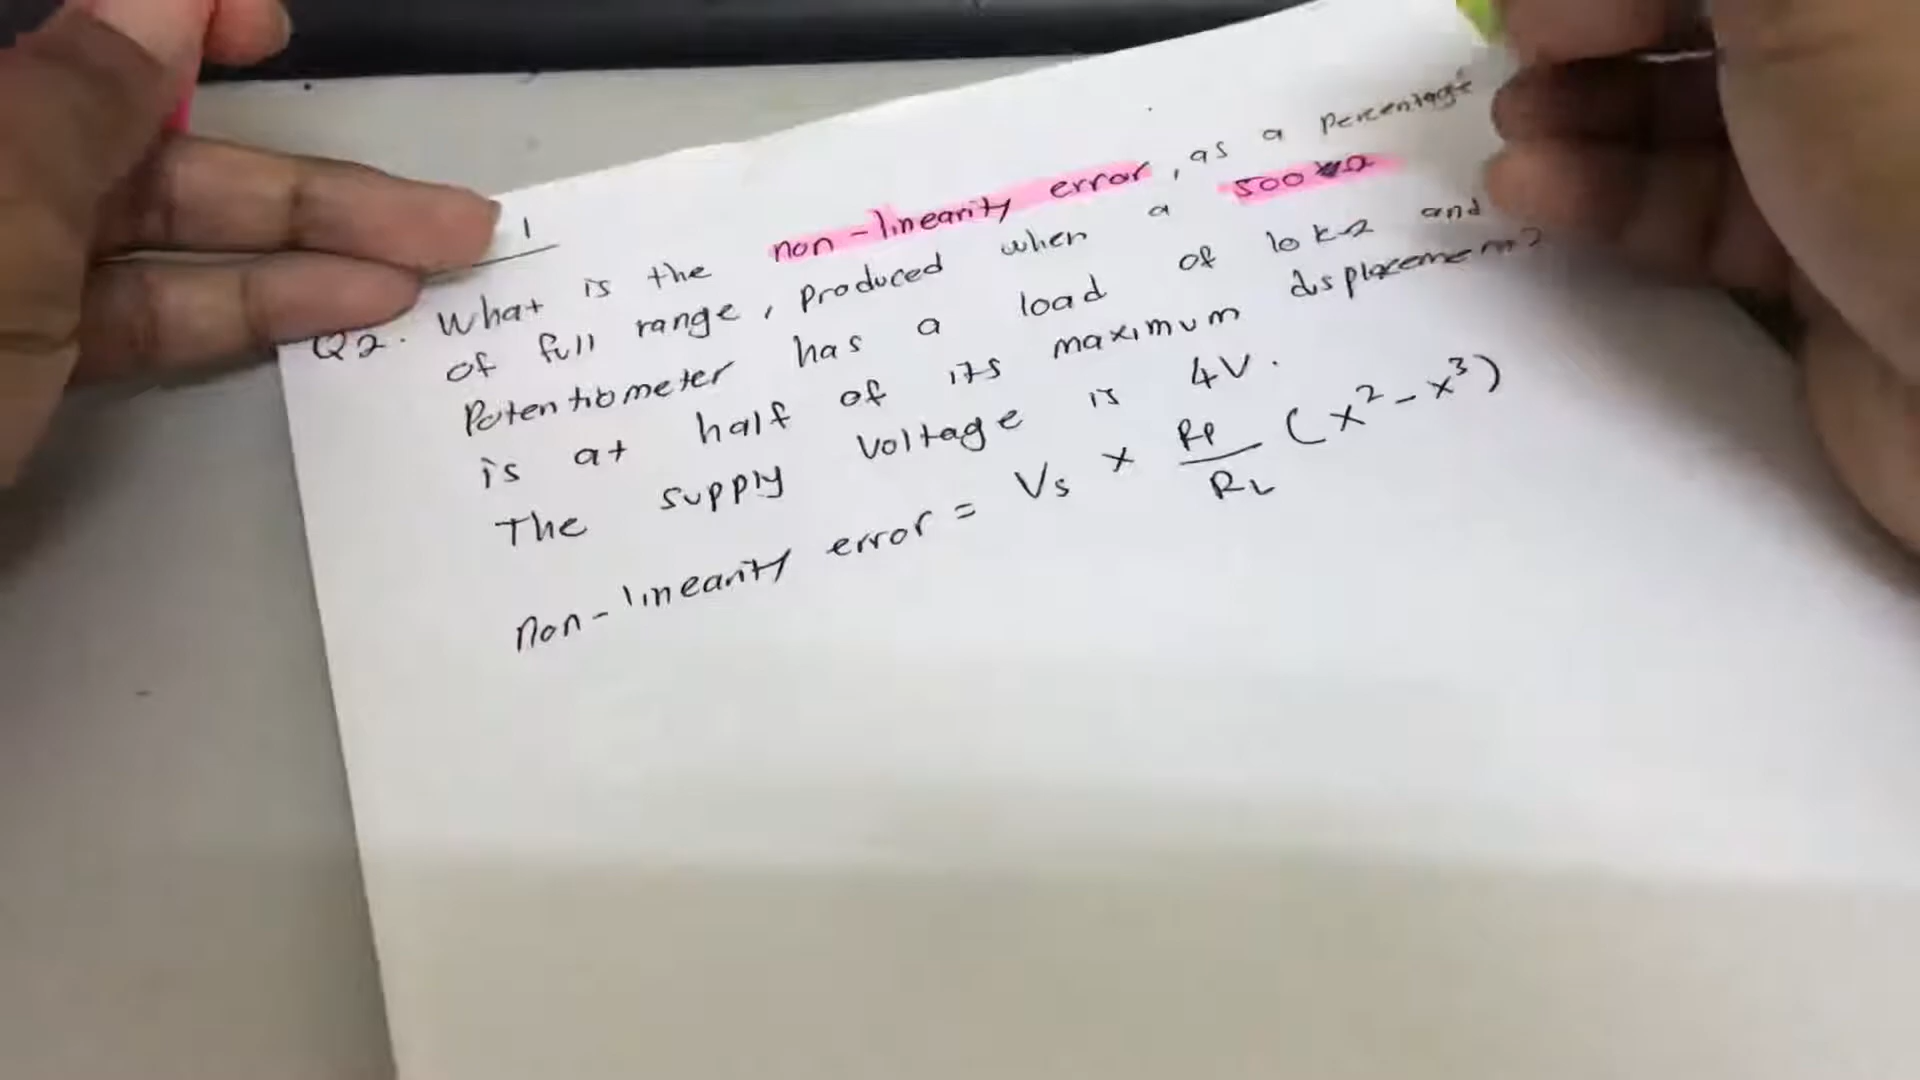 1
Q2. What is the non-linearity error, as a percentage
of full range, produced when a 500 Ω
Potentiometer has a load of 10 kΩ and
is at half of its maximum displacement?
The supply voltage is 4V.
non-linearity error = Vs × RP/RL (x² - x³)